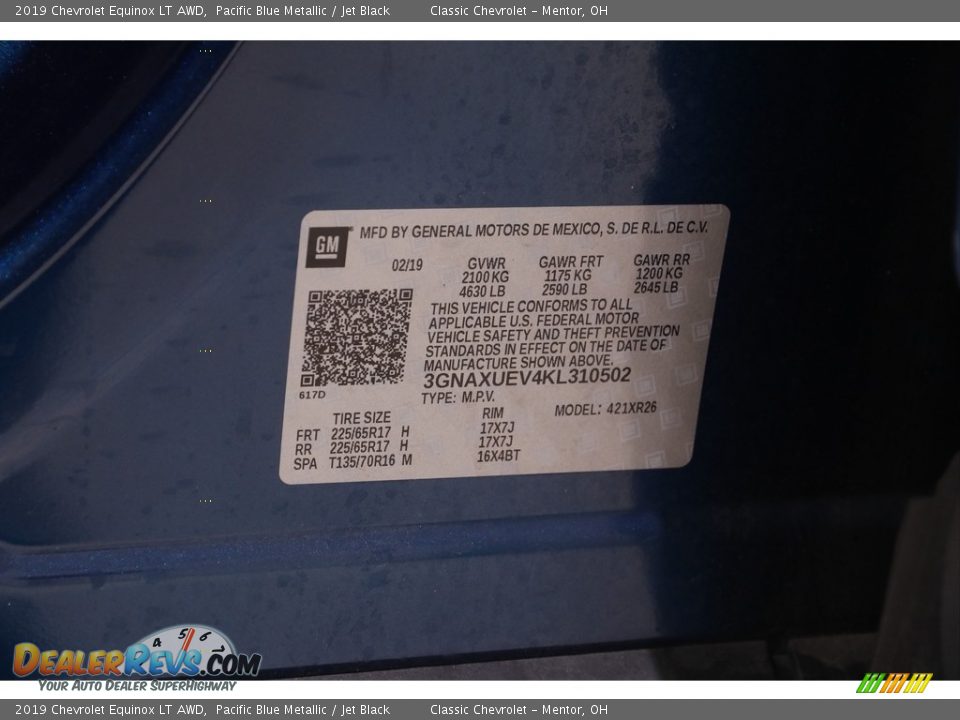 2019 Chevrolet Equinox LT AWD, Pacific Blue Metallic / Jet Black Classic Chevrolet - Mentor, OH
GM MFD BY GENERAL MOTORS DE MEXICO, S. DE R.L. DE C.V.
02/19 GVWR GAWR FRT GAWR RR
2100 KG 1175 KG 1200 KG
4630 LB 2590 LB 2645 LB
THIS VEHICLE CONFORMS TO ALL
APPLICABLE U.S. FEDERAL MOTOR
VEHICLE SAFETY AND THEFT PREVENTION
STANDARDS IN EFFECT ON THE DATE OF
MANUFACTURE SHOWN ABOVE.
3GNAXUEV4KL310502
617D
TYPE: M.P.V. MODEL: 421XR26
TIRE SIZE RIM
FRT 225/65R17 H 17X7J
RR 225/65R17 H 17X7J
SPA T135/70R16 M 16X4BT
4 5 6
DEALERREVS.COM
YOUR AUTO DEALER SUPERHIGHWAY
2019 Chevrolet Equinox LT AWD, Pacific Blue Metallic / Jet Black Classic Chevrolet - Mentor, OH